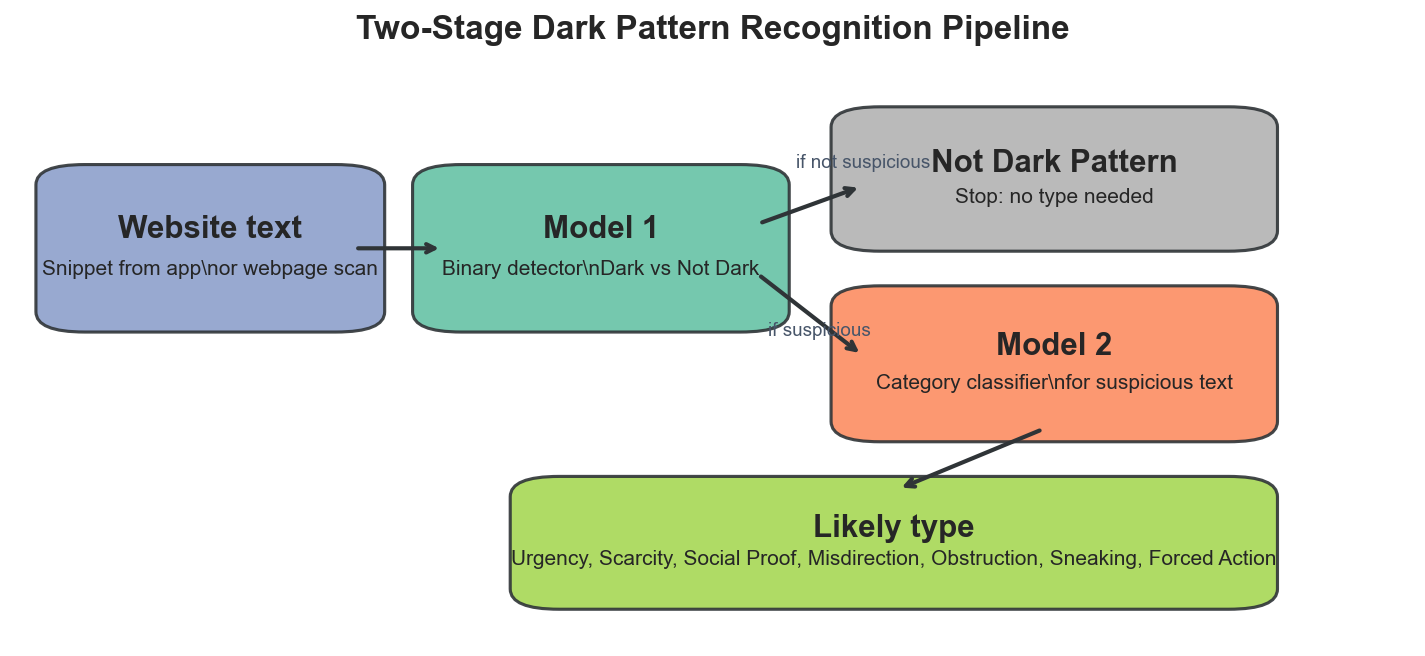 Two-Stage Dark Pattern Recognition Pipeline
Website text
Snippet from app\nor webpage scan
Model 1
Binary detector\nDark vs Not Dark
if not suspicious
Not Dark Pattern
Stop: no type needed
if suspicious
Model 2
Category classifier\nfor suspicious text
Likely type
Urgency, Scarcity, Social Proof, Misdirection, Obstruction, Sneaking, Forced Action